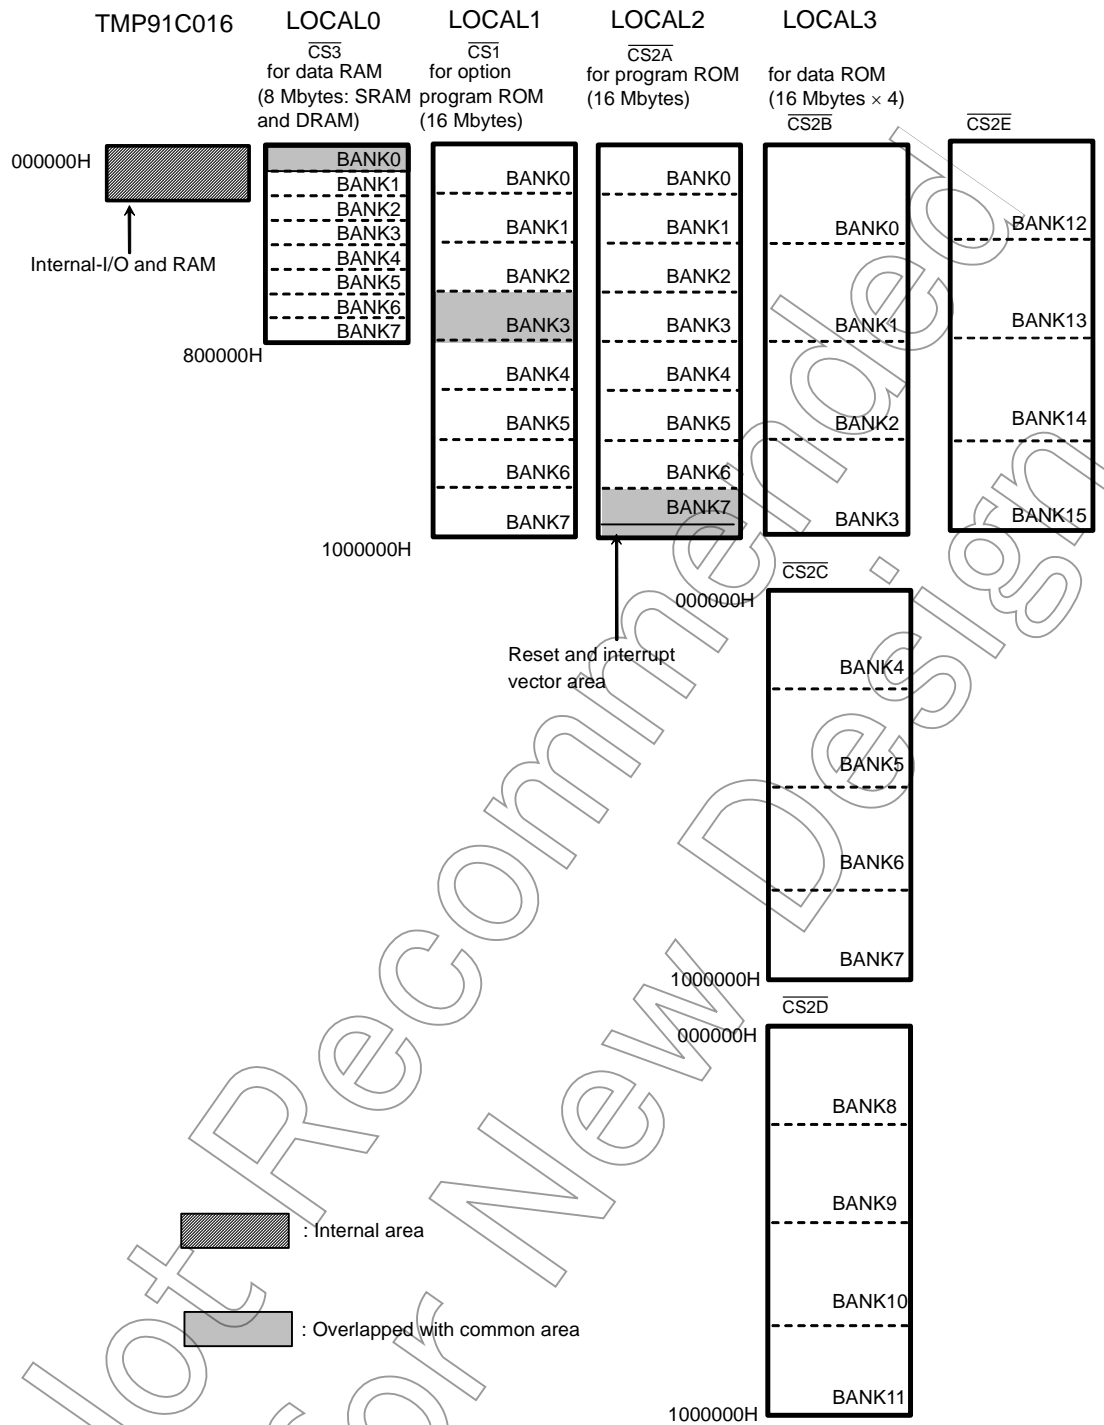 TMP91C016
LOCAL0
LOCAL1
LOCAL2
LOCAL3
CS3
for data RAM
(8 Mbytes: SRAM
and DRAM)
CS1
for option
program ROM
(16 Mbytes)
CS2A
for program ROM
(16 Mbytes)
for data ROM
(16 Mbytes × 4)
CS2B
CS2E
000000H
Internal-I/O and RAM
BANK0
BANK1
BANK2
BANK3
BANK4
BANK5
BANK6
BANK7
800000H
BANK0
BANK1
BANK2
BANK3
BANK4
BANK5
BANK6
BANK7
1000000H
BANK0
BANK1
BANK2
BANK3
BANK4
BANK5
BANK6
BANK7
Reset and interrupt
vector area
BANK0
BANK1
BANK2
BANK3
BANK12
BANK13
BANK14
BANK15
CS2C
000000H
BANK4
BANK5
BANK6
BANK7
1000000H
CS2D
000000H
BANK8
BANK9
BANK10
BANK11
1000000H
: Internal area
: Overlapped with common area
Not Recommended
for New Design